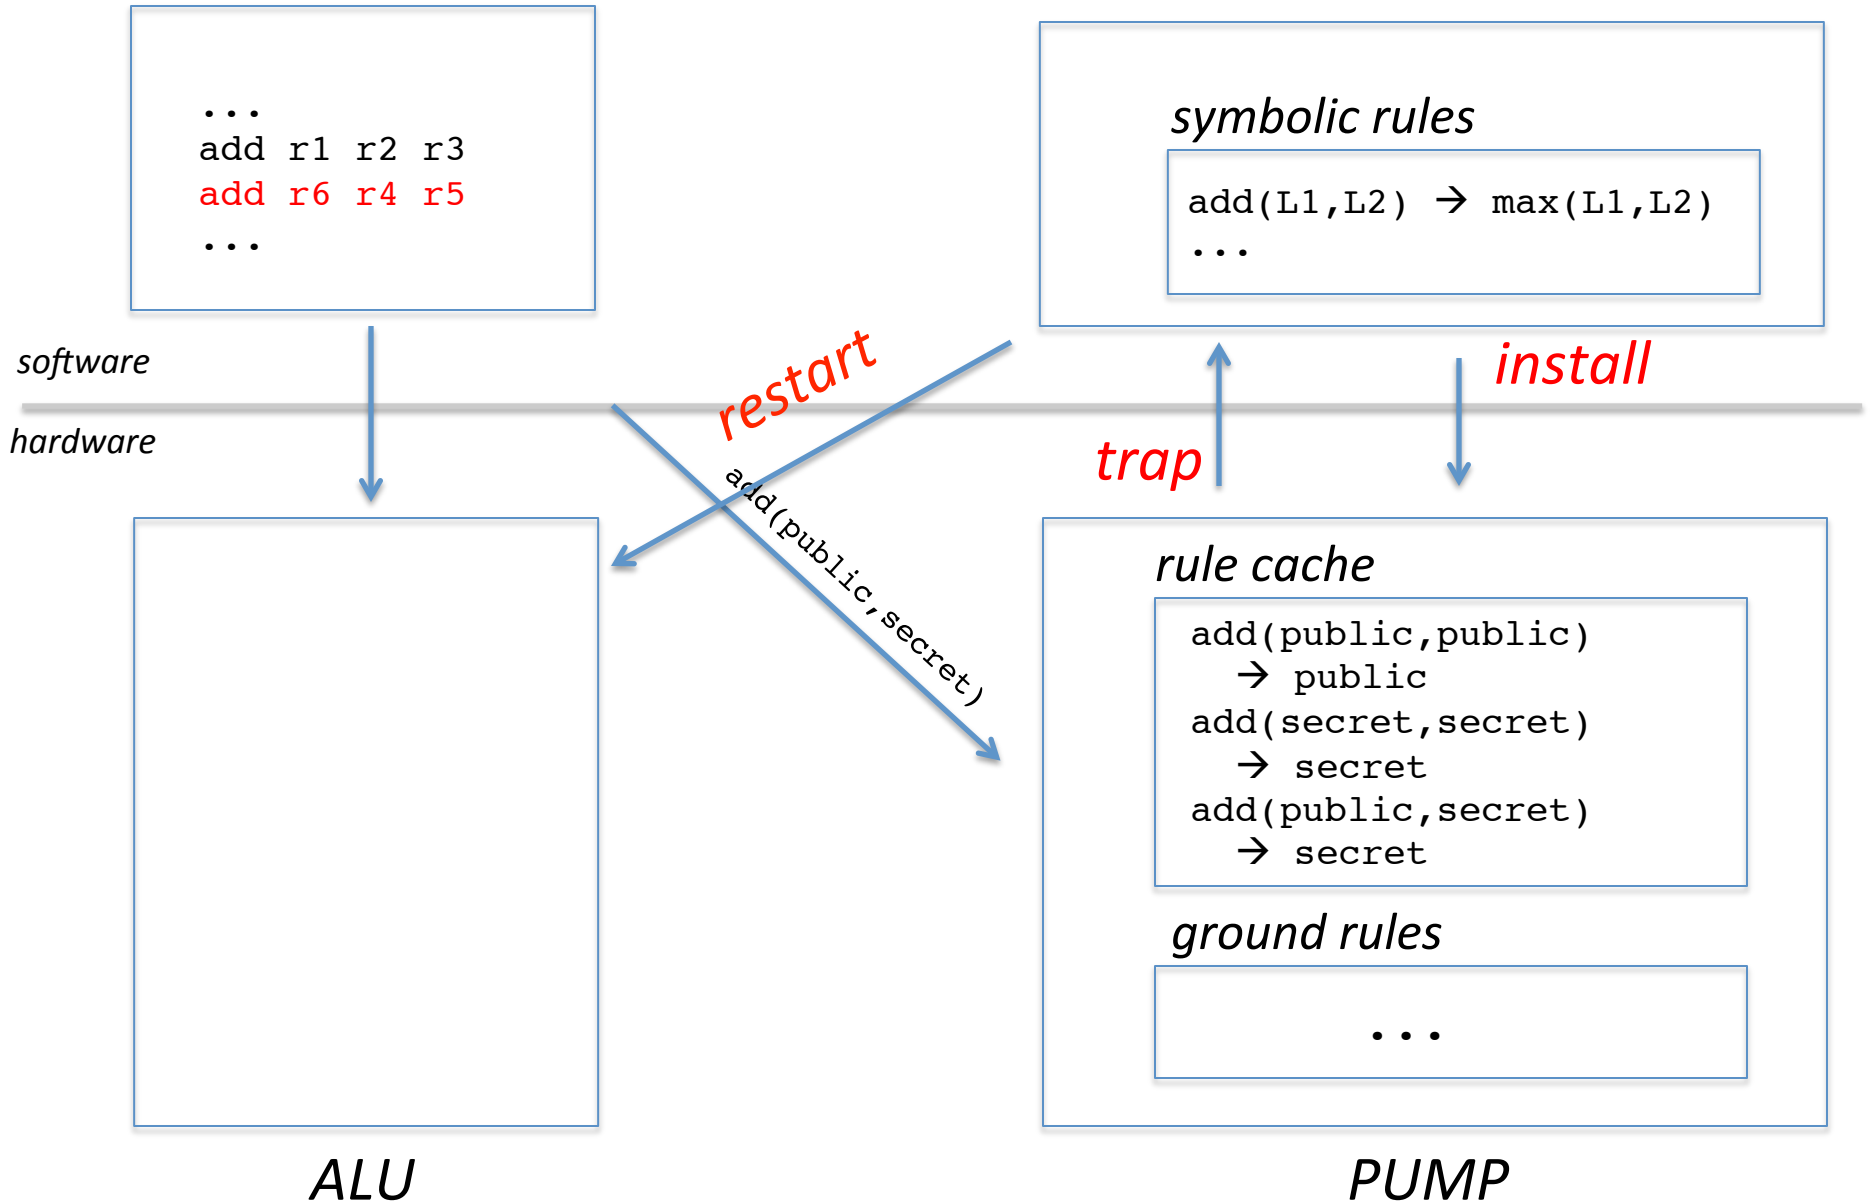 ...
add r1 r2 r3
add r6 r4 r5
...
symbolic rules
add(L1,L2) → max(L1,L2)
...
software
hardware
restart
trap
install
add(public,secret)
rule cache
add(public,public)
→ public
add(secret,secret)
→ secret
add(public,secret)
→ secret
ground rules
...
ALU
PUMP